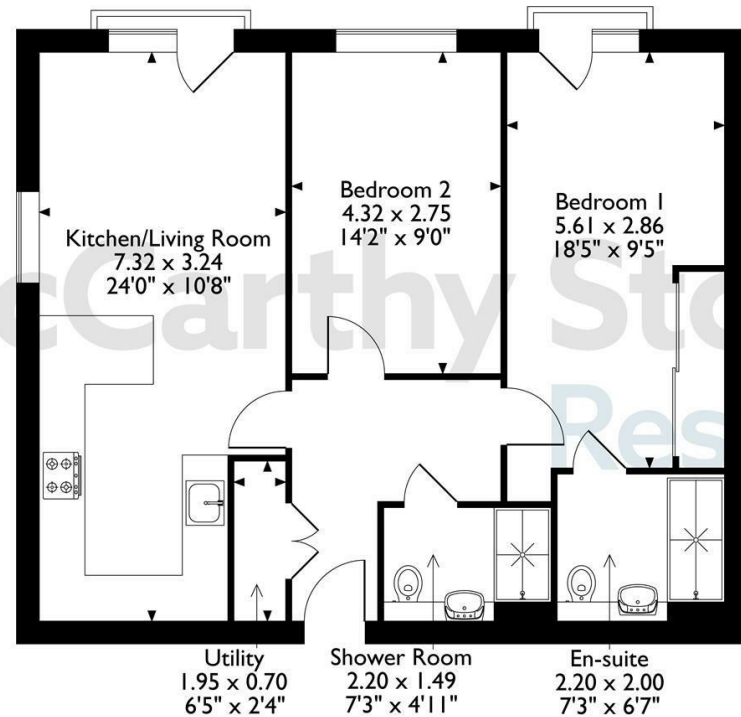 Kitchen/Living Room
7.32 x 3.24
24'0" x 10'8"
Bedroom 2
4.32 x 2.75
14'2" x 9'0"
Bedroom 1
5.61 x 2.86
18'5" x 9'5"
cCarthy Sto
Res
Utility
1.95 x 0.70
6'5" x 2'4"
Shower Room
2.20 x 1.49
7'3" x 4'11"
En-suite
2.20 x 2.00
7'3" x 6'7"